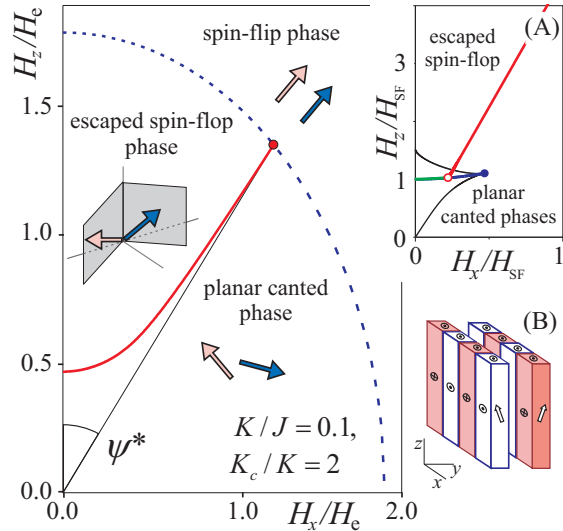 H_z/H_e
1.5
1.0
0.5
0.0
0.0
1.0
H_x/H_e
2.0
spin-flip phase
escaped spin-flop
phase
planar canted
phase
ψ*
K/J = 0.1,
K_c/K = 2
(A)
H_z/H_SF
3
1
0
0
H_x/H_SF
1
escaped
spin-flop
planar
canted phases
(B)
z
y
x